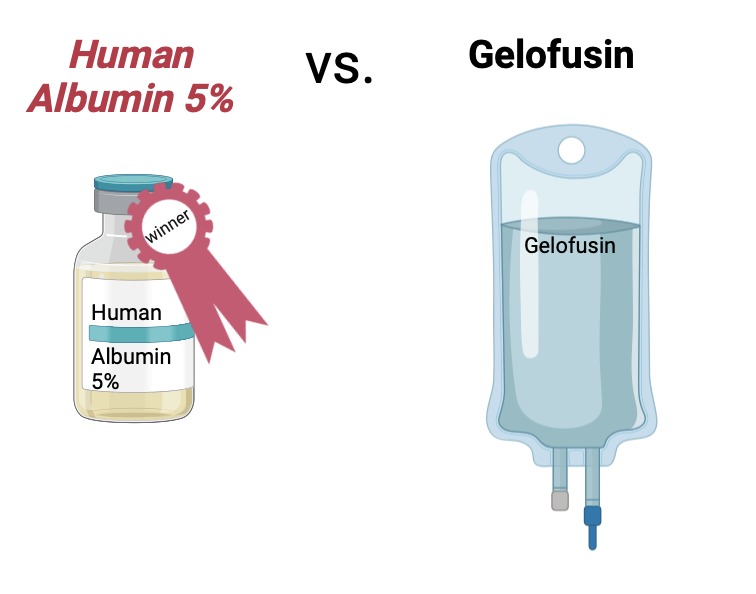 Human
Albumin 5%
vs.
Gelofusin
winner
Human
Albumin
5%
Gelofusin